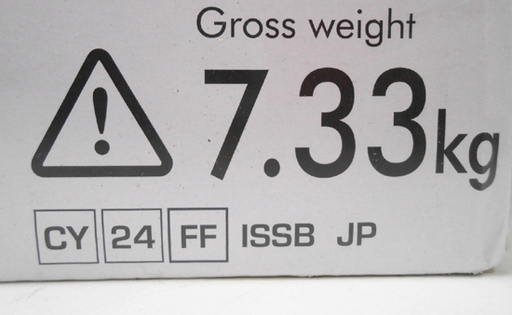 Gross weight
7.33kg
CY 24 FF ISSB JP